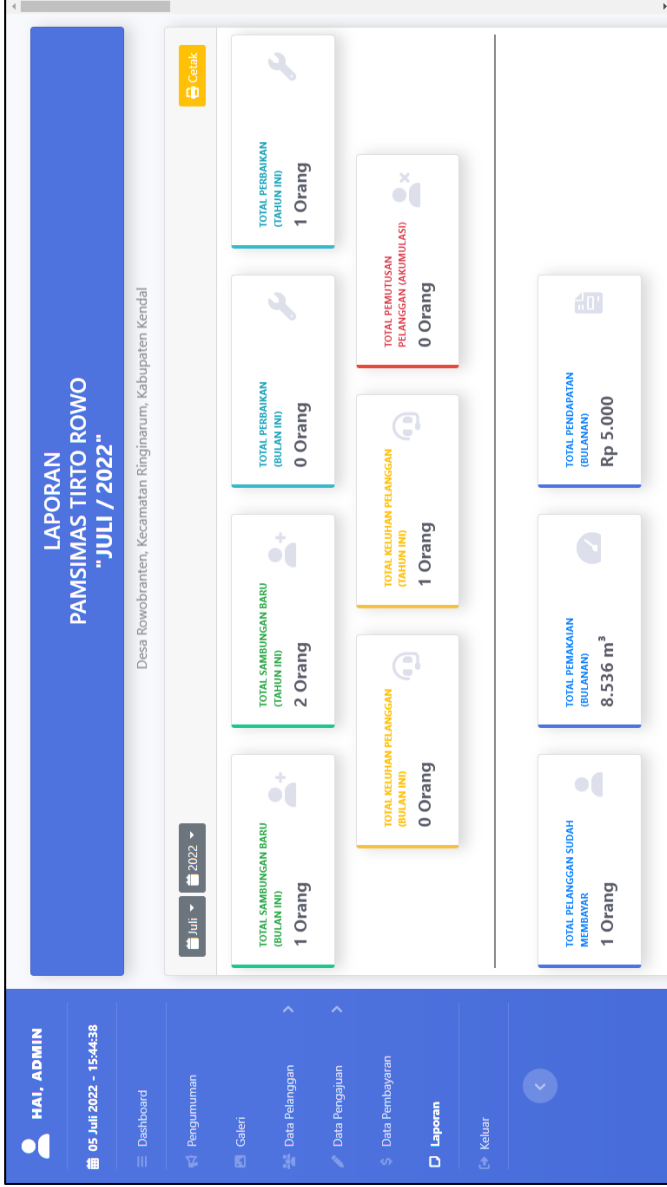 HAI, ADMIN
05 Juli 2022 - 15:44:38
Dashboard
Pengumuman
Galeri
Data Pelanggan
Data Pengajuan
Data Pembayaran
Laporan
Keluar
LAPORAN
PAMSIMAS TIRTO ROWO
"JULI / 2022"
Desa Rowobranten, Kecamatan Ringinarum, Kabupaten Kendal
Juli
2022
Cetak
TOTAL SAMBUNGAN BARU
(BULAN INI)
1 Orang
TOTAL SAMBUNGAN BARU
(TAHUN INI)
2 Orang
TOTAL PERBAIKAN
(BULAN INI)
0 Orang
TOTAL PERBAIKAN
(TAHUN INI)
1 Orang
TOTAL KELUHAN PELANGGAN
(BULAN INI)
0 Orang
TOTAL KELUHAN PELANGGAN
(TAHUN INI)
1 Orang
TOTAL PEMUTUSAN
PELANGGAN (AKUMULASI)
0 Orang
TOTAL PELANGGAN SUDAH
MEMBAYAR
1 Orang
TOTAL PEMAKAIAN
(BULANAN)
8.536 m³
TOTAL PENDAPATAN
(BULANAN)
Rp 5.000